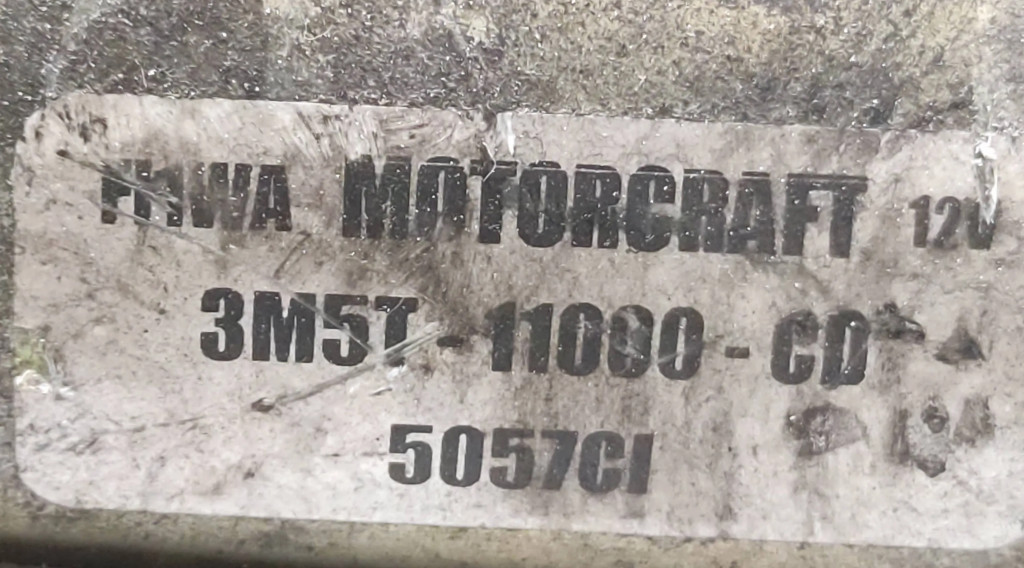 MOTORCRAFT 12V
3M5T - 11000 - CD
5057CI